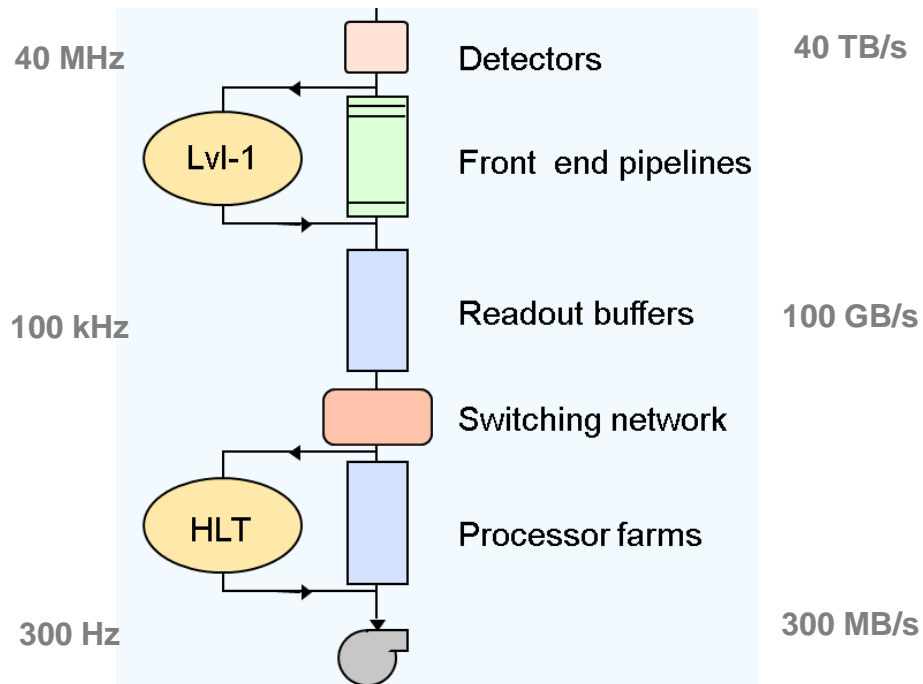 40 MHz
Detectors
40 TB/s
Lvl-1
Front end pipelines
100 kHz
Readout buffers
100 GB/s
Switching network
HLT
Processor farms
300 Hz
300 MB/s